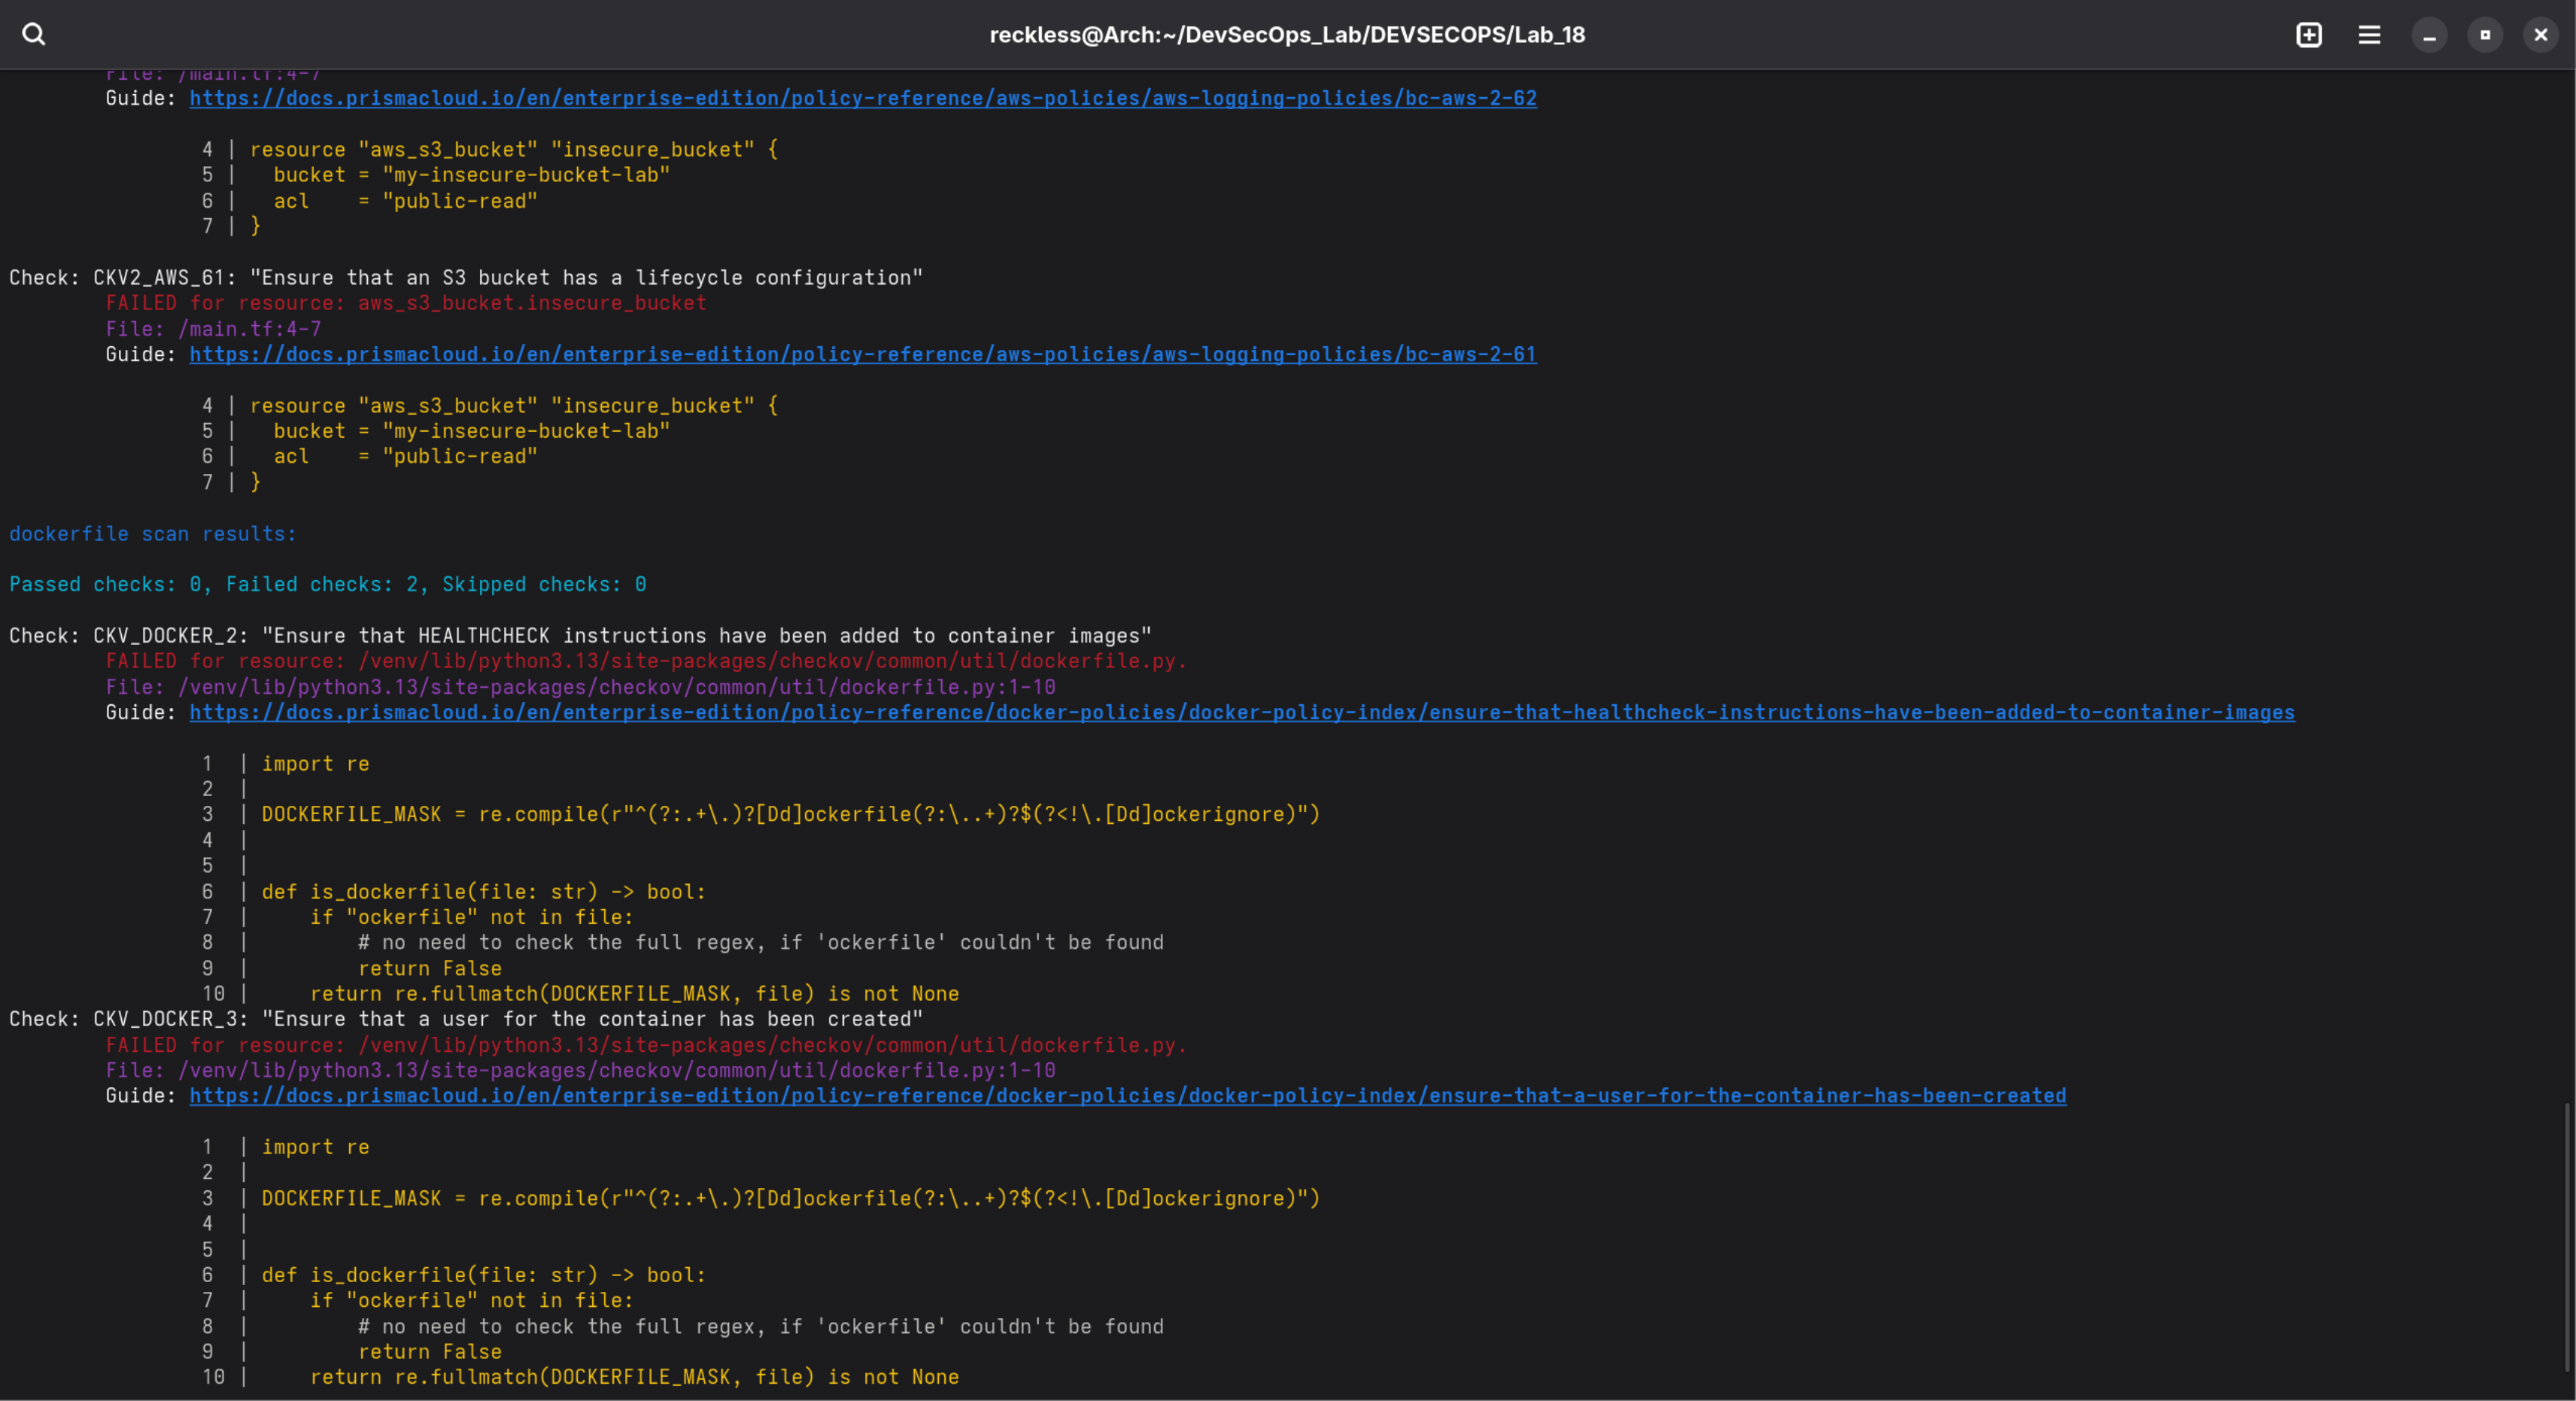 reckless@Arch:~/DevSecOps_Lab/DEVSECOPS/Lab_18
File: /main.tf:4-7
Guide: https://docs.prismacloud.io/en/enterprise-edition/policy-reference/aws-policies/aws-logging-policies/bc-aws-2-62
4 | resource "aws_s3_bucket" "insecure_bucket" {
5 |   bucket = "my-insecure-bucket-lab"
6 |   acl    = "public-read"
7 | }
Check: CKV2_AWS_61: "Ensure that an S3 bucket has a lifecycle configuration"
FAILED for resource: aws_s3_bucket.insecure_bucket
File: /main.tf:4-7
Guide: https://docs.prismacloud.io/en/enterprise-edition/policy-reference/aws-policies/aws-logging-policies/bc-aws-2-61
4 | resource "aws_s3_bucket" "insecure_bucket" {
5 |   bucket = "my-insecure-bucket-lab"
6 |   acl    = "public-read"
7 | }
dockerfile scan results:
Passed checks: 0, Failed checks: 2, Skipped checks: 0
Check: CKV_DOCKER_2: "Ensure that HEALTHCHECK instructions have been added to container images"
FAILED for resource: /venv/lib/python3.13/site-packages/checkov/common/util/dockerfile.py.
File: /venv/lib/python3.13/site-packages/checkov/common/util/dockerfile.py:1-10
Guide: https://docs.prismacloud.io/en/enterprise-edition/policy-reference/docker-policies/docker-policy-index/ensure-that-healthcheck-instructions-have-been-added-to-container-images
1  | import re
2  |
3  | DOCKERFILE_MASK = re.compile(r"^(?:.+\.)?[Dd]ockerfile(?:\..+)?$(?<!\.[Dd]ockerignore)")
4  |
5  |
6  | def is_dockerfile(file: str) -> bool:
7  |     if "ockerfile" not in file:
8  |         # no need to check the full regex, if 'ockerfile' couldn't be found
9  |         return False
10 |     return re.fullmatch(DOCKERFILE_MASK, file) is not None
Check: CKV_DOCKER_3: "Ensure that a user for the container has been created"
FAILED for resource: /venv/lib/python3.13/site-packages/checkov/common/util/dockerfile.py.
File: /venv/lib/python3.13/site-packages/checkov/common/util/dockerfile.py:1-10
Guide: https://docs.prismacloud.io/en/enterprise-edition/policy-reference/docker-policies/docker-policy-index/ensure-that-a-user-for-the-container-has-been-created
1  | import re
2  |
3  | DOCKERFILE_MASK = re.compile(r"^(?:.+\.)?[Dd]ockerfile(?:\..+)?$(?<!\.[Dd]ockerignore)")
4  |
5  |
6  | def is_dockerfile(file: str) -> bool:
7  |     if "ockerfile" not in file:
8  |         # no need to check the full regex, if 'ockerfile' couldn't be found
9  |         return False
10 |     return re.fullmatch(DOCKERFILE_MASK, file) is not None